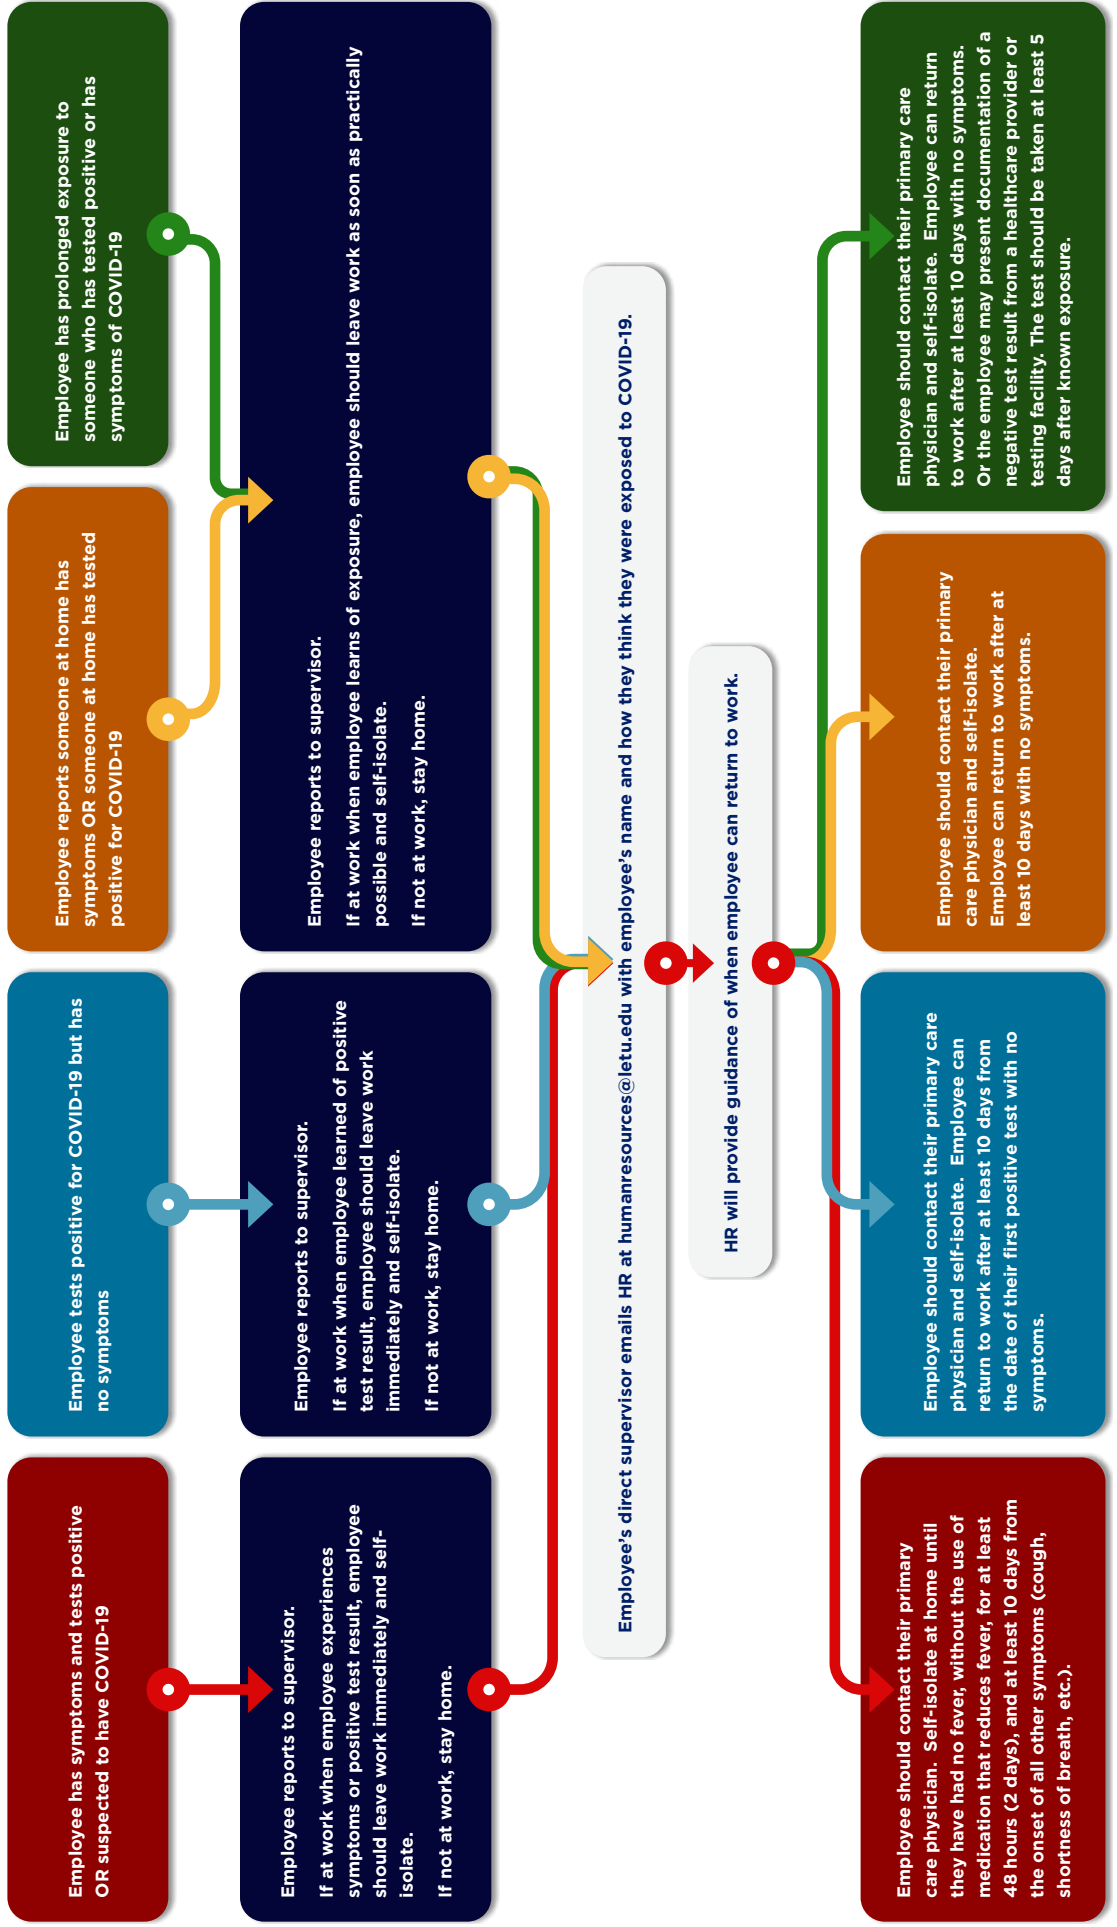 Employee has symptoms and tests positive
OR suspected to have COVID-19
Employee tests positive for COVID-19 but has
no symptoms
Employee reports someone at home has
symptoms OR someone at home has tested
positive for COVID-19
Employee has prolonged exposure to
someone who has tested positive or has
symptoms of COVID-19
Employee reports to supervisor.
If at work when employee experiences
symptoms or positive test result, employee
should leave work immediately and self-
isolate.
If not at work, stay home.
Employee reports to supervisor.
If at work when employee learned of positive
test result, employee should leave work
immediately and self-isolate.
If not at work, stay home.
Employee reports to supervisor.
If at work when employee learns of exposure, employee should leave work as soon as practically
possible and self-isolate.
If not at work, stay home.
Employee's direct supervisor emails HR at humanresources@letu.edu with employee's name and how they think they were exposed to COVID-19.
HR will provide guidance of when employee can return to work.
Employee should contact their primary
care physician. Self-isolate at home until
they have had no fever, without the use of
medication that reduces fever, for at least
48 hours (2 days), and at least 10 days from
the onset of all other symptoms (cough,
shortness of breath, etc.).
Employee should contact their primary care
physician and self-isolate. Employee can
return to work after at least 10 days from
the date of their first positive test with no
symptoms.
Employee should contact their primary
care physician and self-isolate.
Employee can return to work after at
least 10 days with no symptoms.
Employee should contact their primary care
physician and self-isolate. Employee can return
to work after at least 10 days with no symptoms.
Or the employee may present documentation of a
negative test result from a healthcare provider or
testing facility. The test should be taken at least 5
days after known exposure.